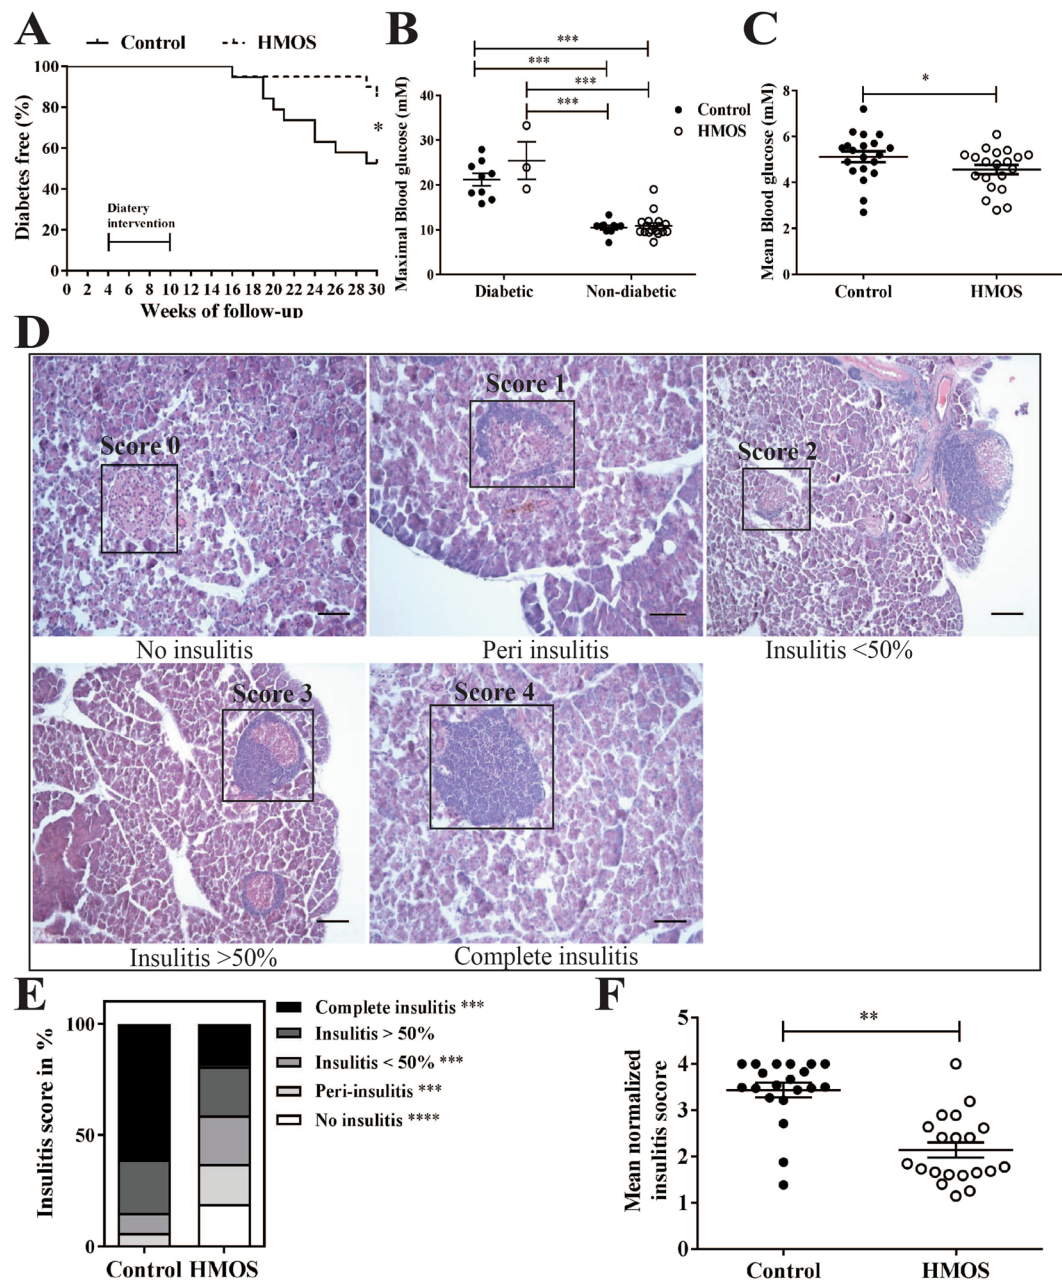 A
Control HMOS
Diabetes free (%)
100
80
60
40
20
0
Diatery
intervention
*
0 2 4 6 8 10 12 14 16 18 20 22 24 26 28 30
Weeks of follow-up
B
Maximal Blood glucose (mM)
***
***
***
***
40
30
20
10
0
Control
HMOS
Diabetic Non-diabetic
C
Mean Blood glucose (mM)
*
8
6
4
2
0
Control HMOS
D
Score 0
No insulitis
Score 1
Peri insulitis
Score 2
Insulitis <50%
Score 3
Insulitis >50%
Score 4
Complete insulitis
E
Insulitis score in %
100
50
0
Control HMOS
Complete insulitis ***
Insulitis > 50%
Insulitis < 50% ***
Peri-insulitis ***
No insulitis ****
F
Mean normalized
insulitis socore
**
5
4
3
2
1
0
Control HMOS